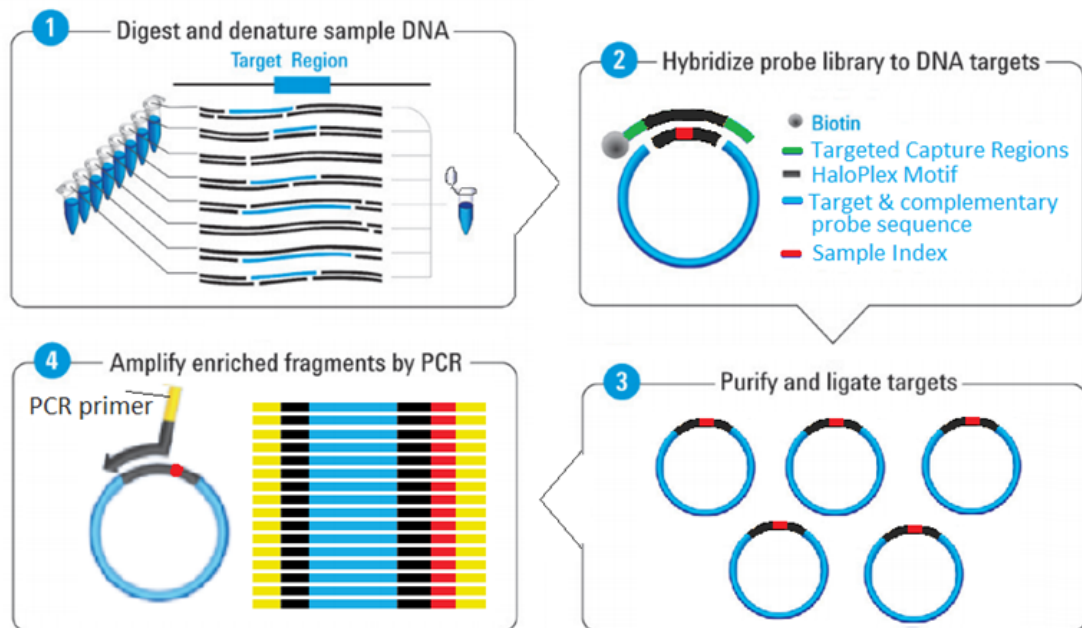 1 Digest and denature sample DNA
Target Region
2 Hybridize probe library to DNA targets
Biotin
Targeted Capture Regions
HaloPlex Motif
Target & complementary
probe sequence
Sample Index
4 Amplify enriched fragments by PCR
PCR primer
3 Purify and ligate targets